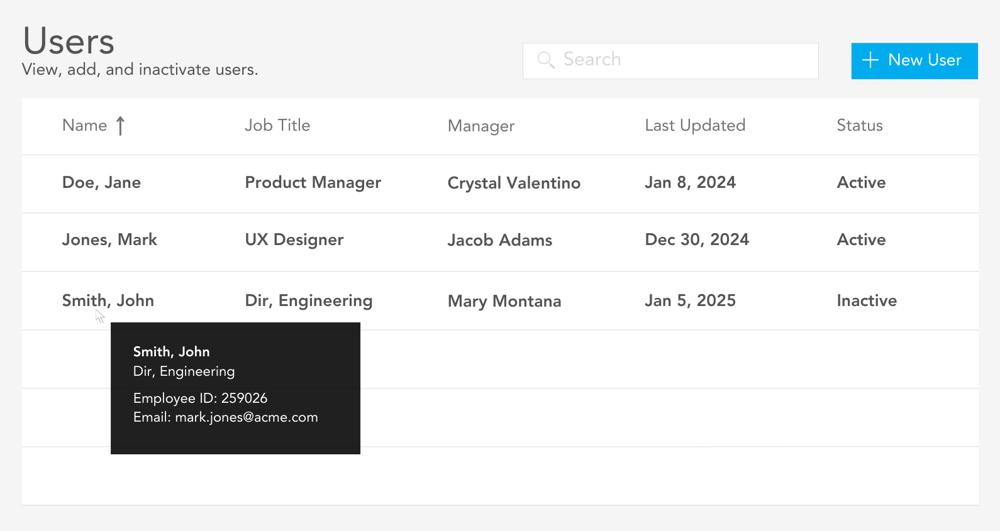 Users
View, add, and inactivate users.
Search
New User
Name Job Title Manager Last Updated Status
Doe, Jane Product Manager Crystal Valentino Jan 8, 2024 Active
Jones, Mark UX Designer Jacob Adams Dec 30, 2024 Active
Smith, John Dir, Engineering Mary Montana Jan 5, 2025 Inactive
Smith, John
Dir, Engineering
Employee ID: 259026
Email: mark.jones@acme.com